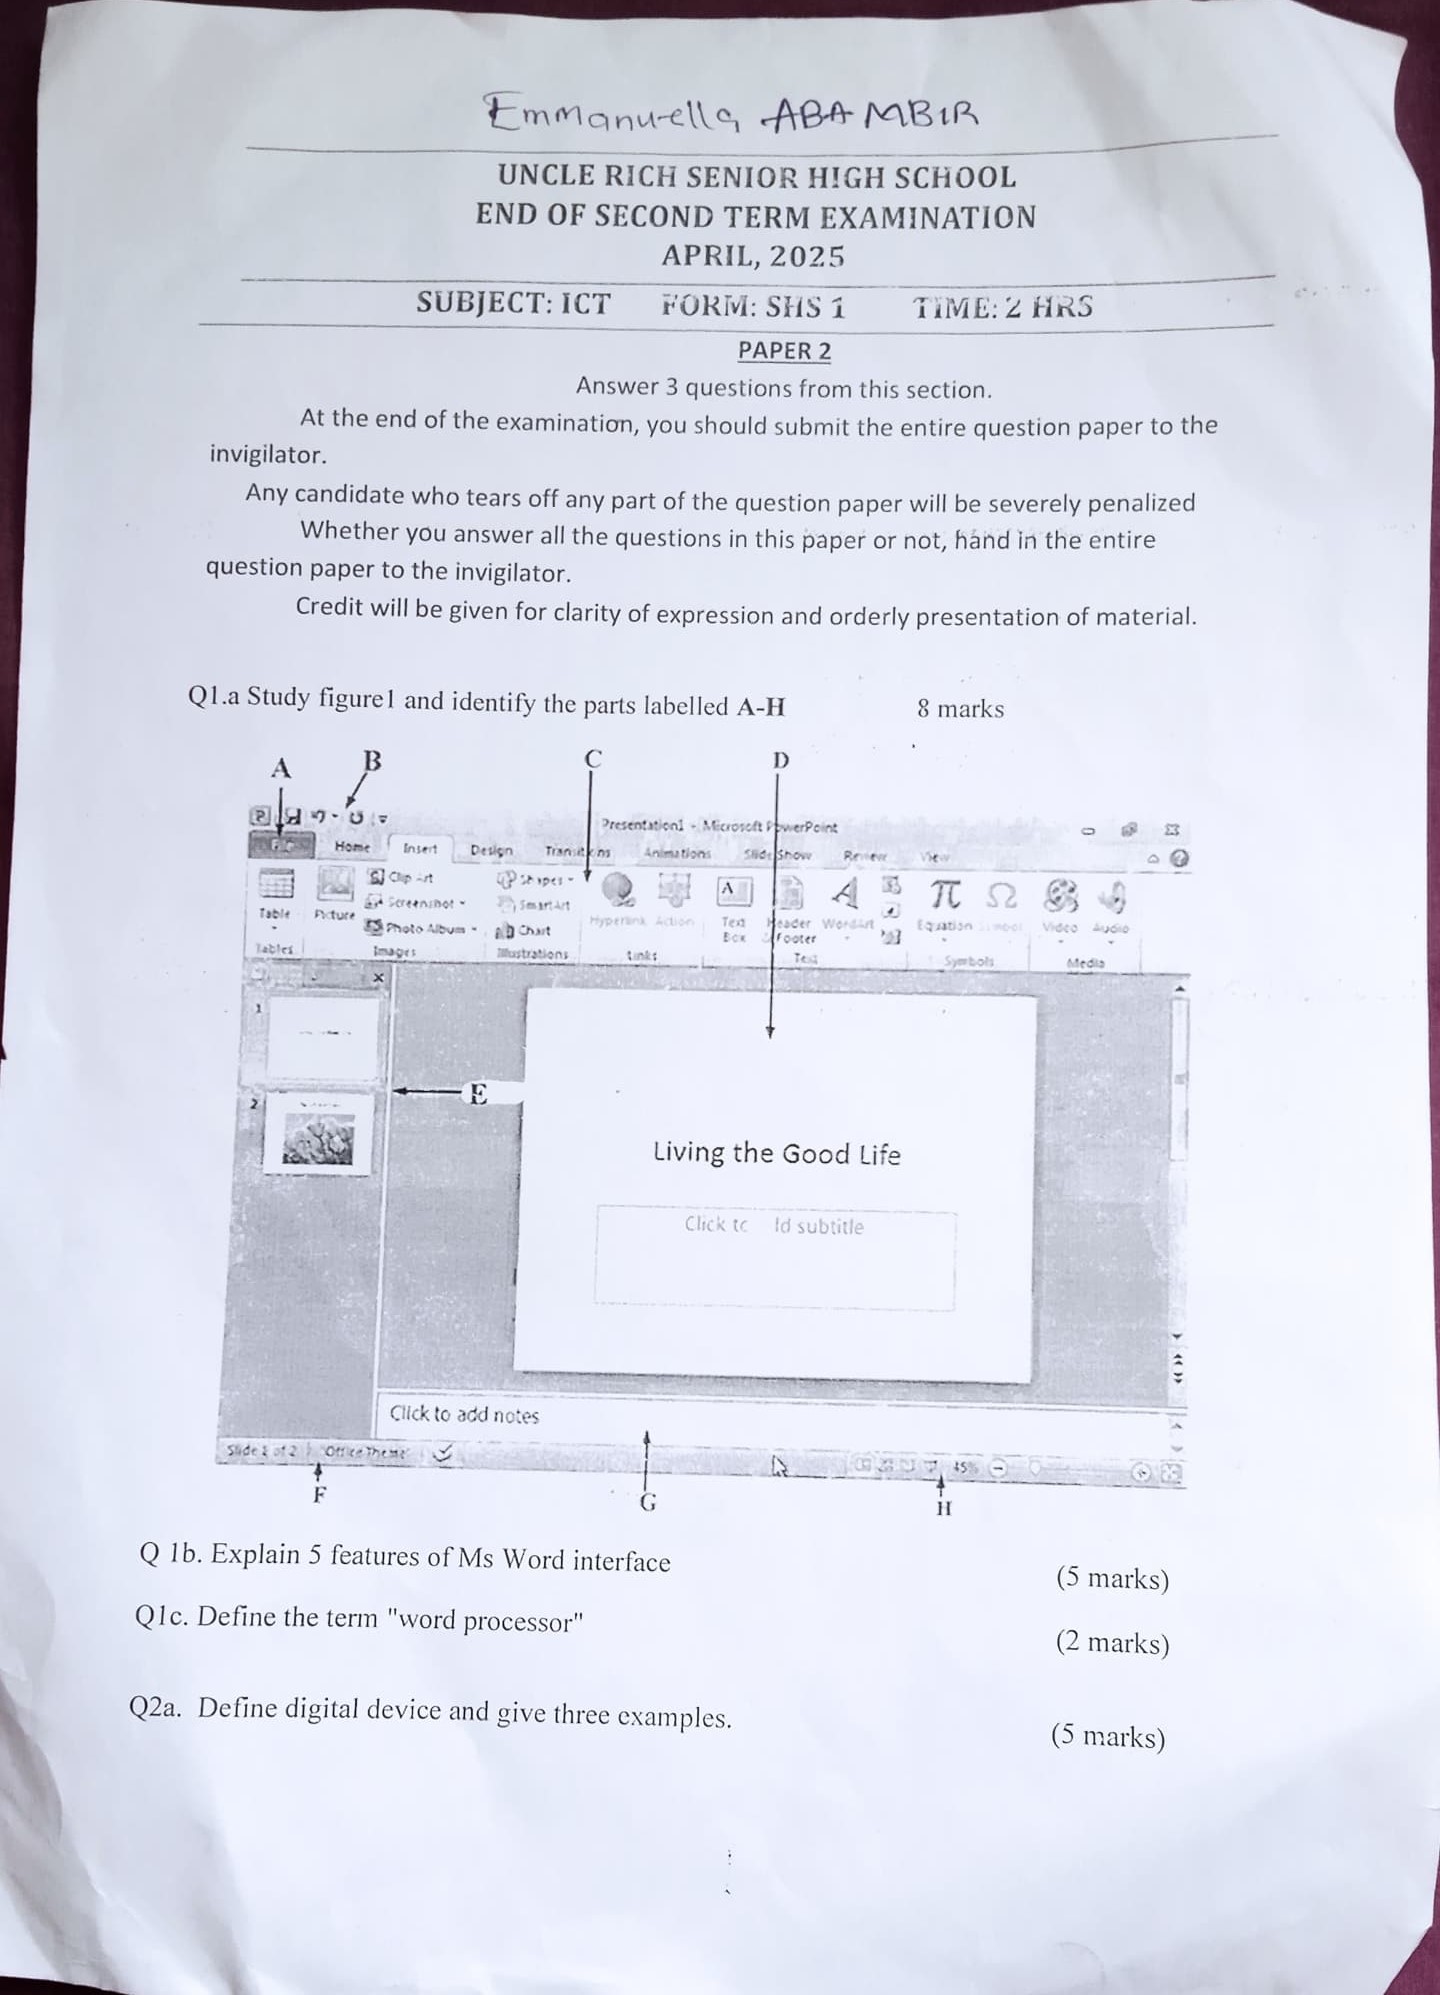 Emmanuella ABAMBIR
UNCLE RICH SENIOR HIGH SCHOOL
END OF SECOND TERM EXAMINATION
APRIL, 2025
SUBJECT: ICT FORM: SHS 1 TIME: 2 HRS
PAPER 2
Answer 3 questions from this section.
At the end of the examination, you should submit the entire question paper to the
invigilator.
Any candidate who tears off any part of the question paper will be severely penalized
Whether you answer all the questions in this paper or not, hand in the entire
question paper to the invigilator.
Credit will be given for clarity of expression and orderly presentation of material.
Q1.a Study figure1 and identify the parts labelled A-H 8 marks
A B C D
Presentation1 - Microsoft PowerPoint
Home Insert Design Transitions Animations Slide Show Review View
Clip Art Shapes
Screenshot SmartArt
Table Picture Photo Album Chart Hyperlink Action Text Box Header & Footer WordArt Equation Symbol Video Audio
Tables Images Illustrations Links Text Symbols Media
1
E
2
Living the Good Life
Click to ld subtitle
Click to add notes
Slide 1 of 2 "Office Theme" 45%
F G H
Q 1b. Explain 5 features of Ms Word interface (5 marks)
Q1c. Define the term "word processor" (2 marks)
Q2a. Define digital device and give three examples. (5 marks)